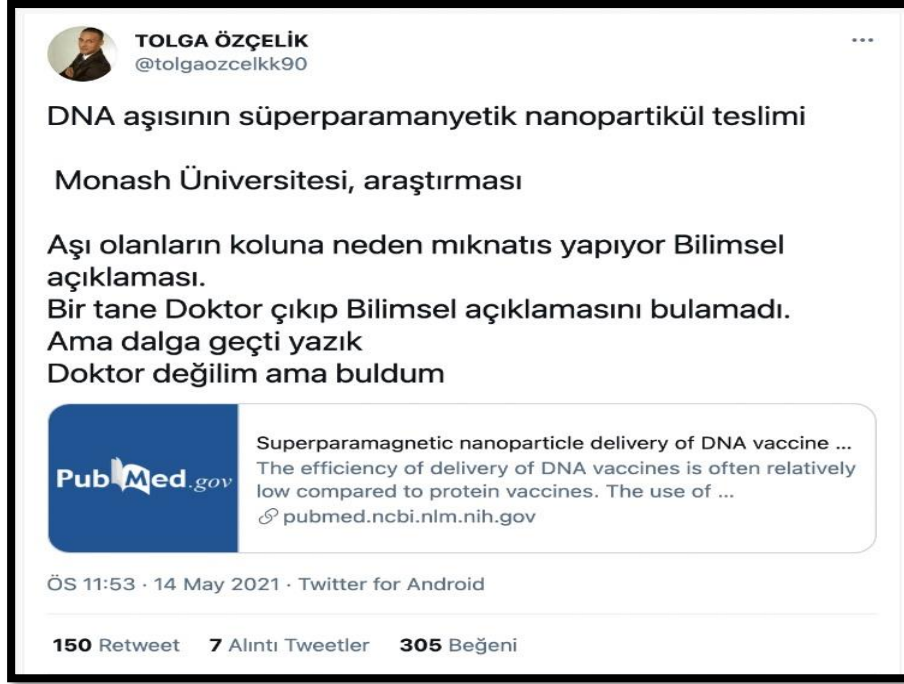 TOLGA ÖZÇELİK
@tolgaozcelkk90
DNA aşısının süperparamanyetik nanopartikül teslimi
Monash Üniversitesi, araştırması
Aşı olanların koluna neden mıknatıs yapıyor Bilimsel
açıklaması.
Bir tane Doktor çıkıp Bilimsel açıklamasını bulamadı.
Ama dalga geçti yazık
Doktor değilim ama buldum
PubMed.gov
Superparamagnetic nanoparticle delivery of DNA vaccine ...
The efficiency of delivery of DNA vaccines is often relatively
low compared to protein vaccines. The use of ...
pubmed.ncbi.nlm.nih.gov
ÖS 11:53 · 14 May 2021 · Twitter for Android
150 Retweet 7 Alıntı Tweetler 305 Beğeni